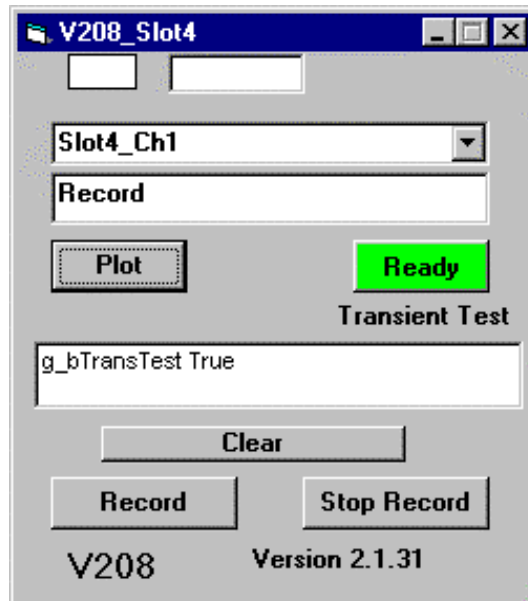 V208_Slot4
Slot4_Ch1
Record
Plot
Ready
Transient Test
g_bTransTest True
Clear
Record
Stop Record
V208
Version 2.1.31